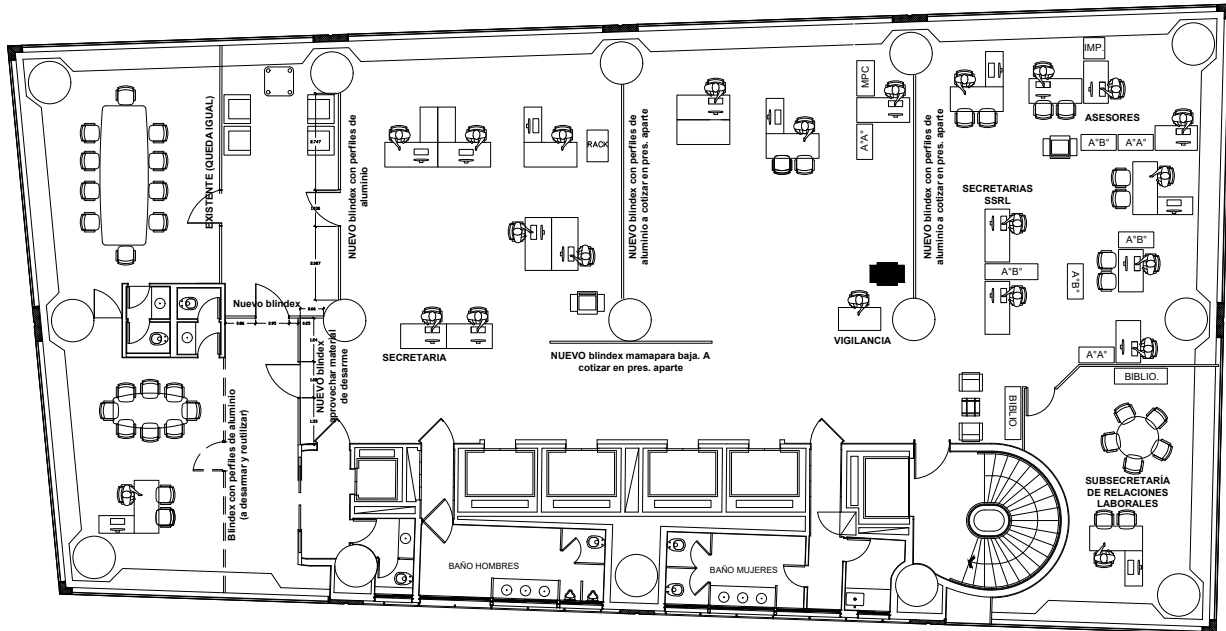 EXISTENTE (QUEDA IGUAL)
NUEVO blindex con perfiles de
aluminio
RACK
NUEVO blindex con perfiles de
aluminio a cotizar en pres. aparte
MPC
A°A°
NUEVO blindex con perfiles de
aluminio a cotizar en pres. aparte
IMP.
ASESORES
A°B°
A°A°
SECRETARIAS
SSRL
A°B°
A°B°
A°B°
Nuevo blindex
NUEVO blindex
aprovechar material
de desarme
SECRETARIA
NUEVO blindex mamapara baja. A
cotizar en pres. aparte
VIGILANCIA
A°A°
BIBLIO.
BIBLIO.
Blindex con perfiles de aluminio
(a desarmar y reutilizar)
SUBSECRETARÍA
DE RELACIONES
LABORALES
BAÑO HOMBRES
BAÑO MUJERES